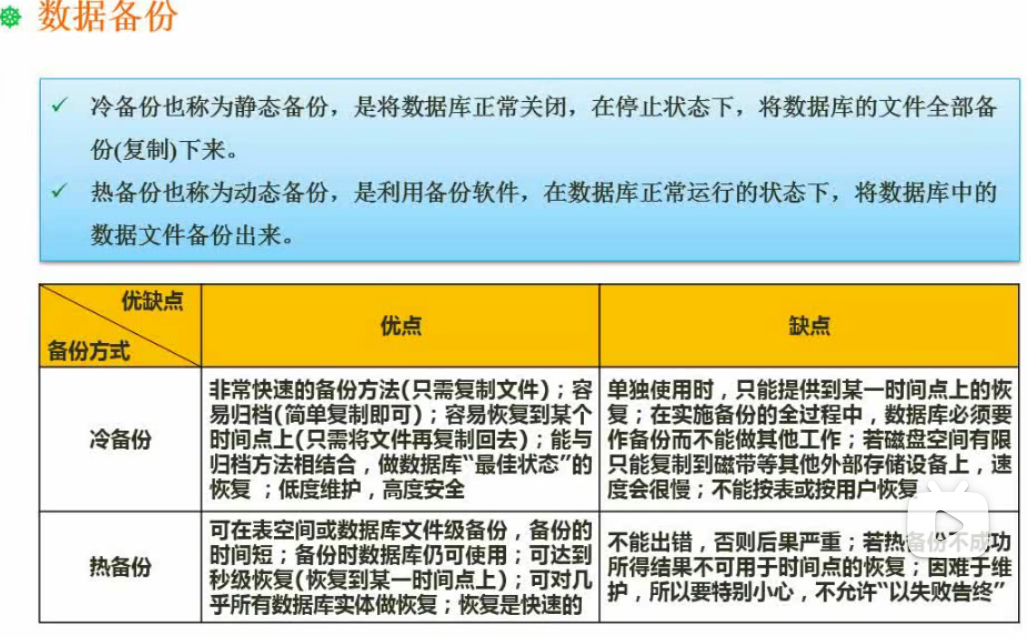 数据备份
冷备份也称为静态备份，是将数据库正常关闭，在停止状态下，将数据库的文件全部备
份(复制)下来。
热备份也称为动态备份，是利用备份软件，在数据库正常运行的状态下，将数据库中的
数据文件备份出来。
优缺点
备份方式
优点
缺点
冷备份
非常快速的备份方法(只需复制文件)；容
易归档(简单复制即可)；容易恢复到某个
时间点上(只需将文件再复制回去)；能与
归档方法相结合，做数据库“最佳状态”的
恢复 ；低度维护，高度安全
单独使用时，只能提供到某一时间点上的恢
复；在实施备份的全过程中，数据库必须要
作备份而不能做其他工作；若磁盘空间有限
只能复制到磁带等其他外部存储设备上，速
度会很慢；不能按表或按用户恢复
热备份
可在表空间或数据库文件级备份，备份的
时间短；备份时数据库仍可使用；可达到
秒级恢复(恢复到某一时间点上)；可对几
乎所有数据库实体做恢复；恢复是快速的
不能出错，否则后果严重；若热备份不成功
所得结果不可用于时间点的恢复；困难于维
护，所以要特别小心，不允许“以失败告终”